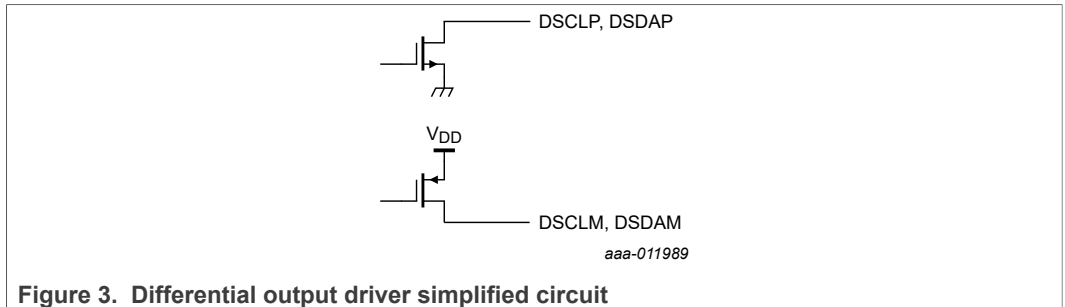 DSCLP, DSDAP
VDD
DSCLM, DSDAM
aaa-011989
Figure 3. Differential output driver simplified circuit